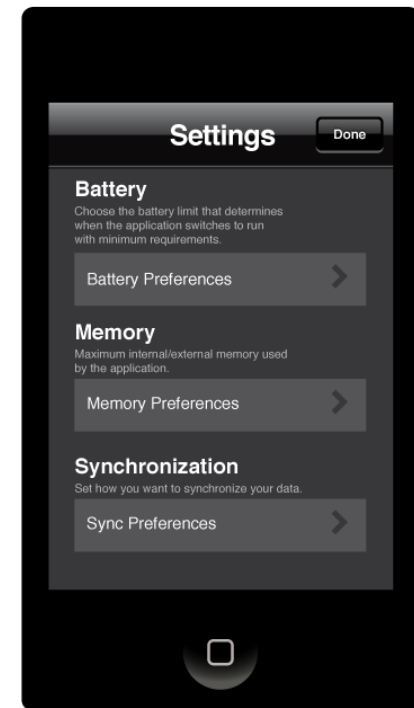 Settings
Done
Battery
Choose the battery limit that determines
when the application switches to run
with minimum requirements.
Battery Preferences
Memory
Maximum internal/external memory used
by the application.
Memory Preferences
Synchronization
Set how you want to synchronize your data.
Sync Preferences